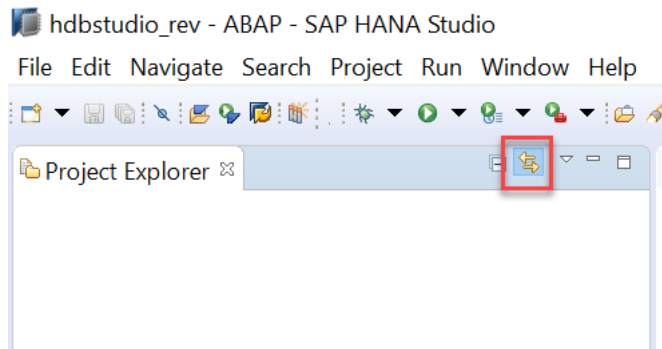 hdbstudio_rev - ABAP - SAP HANA Studio
File Edit Navigate Search Project Run Window Help
Project Explorer